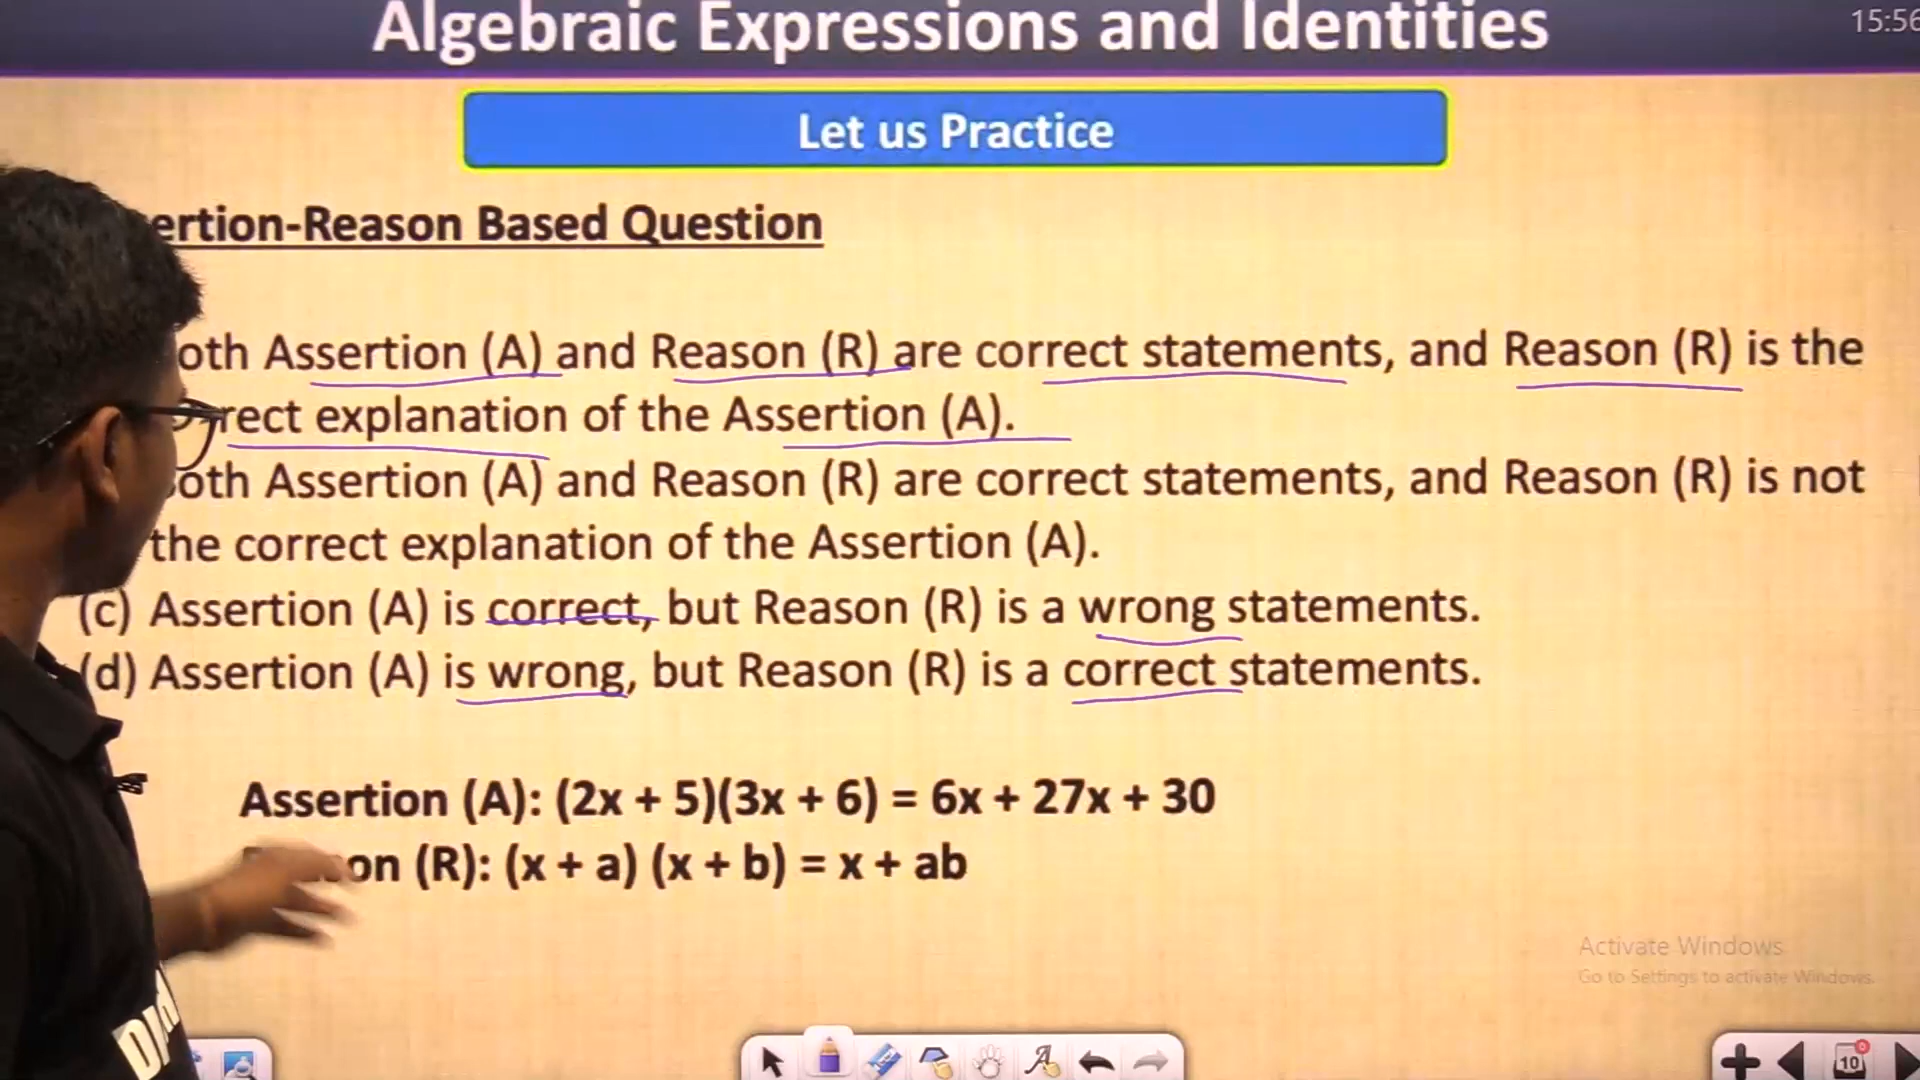 Algebraic Expressions and Identities
Let us Practice
ertion-Reason Based Question
oth Assertion (A) and Reason (R) are correct statements, and Reason (R) is the
rect explanation of the Assertion (A).
oth Assertion (A) and Reason (R) are correct statements, and Reason (R) is not
the correct explanation of the Assertion (A).
(c) Assertion (A) is correct, but Reason (R) is a wrong statements.
(d) Assertion (A) is wrong, but Reason (R) is a correct statements.
Assertion (A): (2x + 5)(3x + 6) = 6x + 27x + 30
on (R): (x + a) (x + b) = x + ab
Activate Windows
Go to Settings to activate Windows.
10